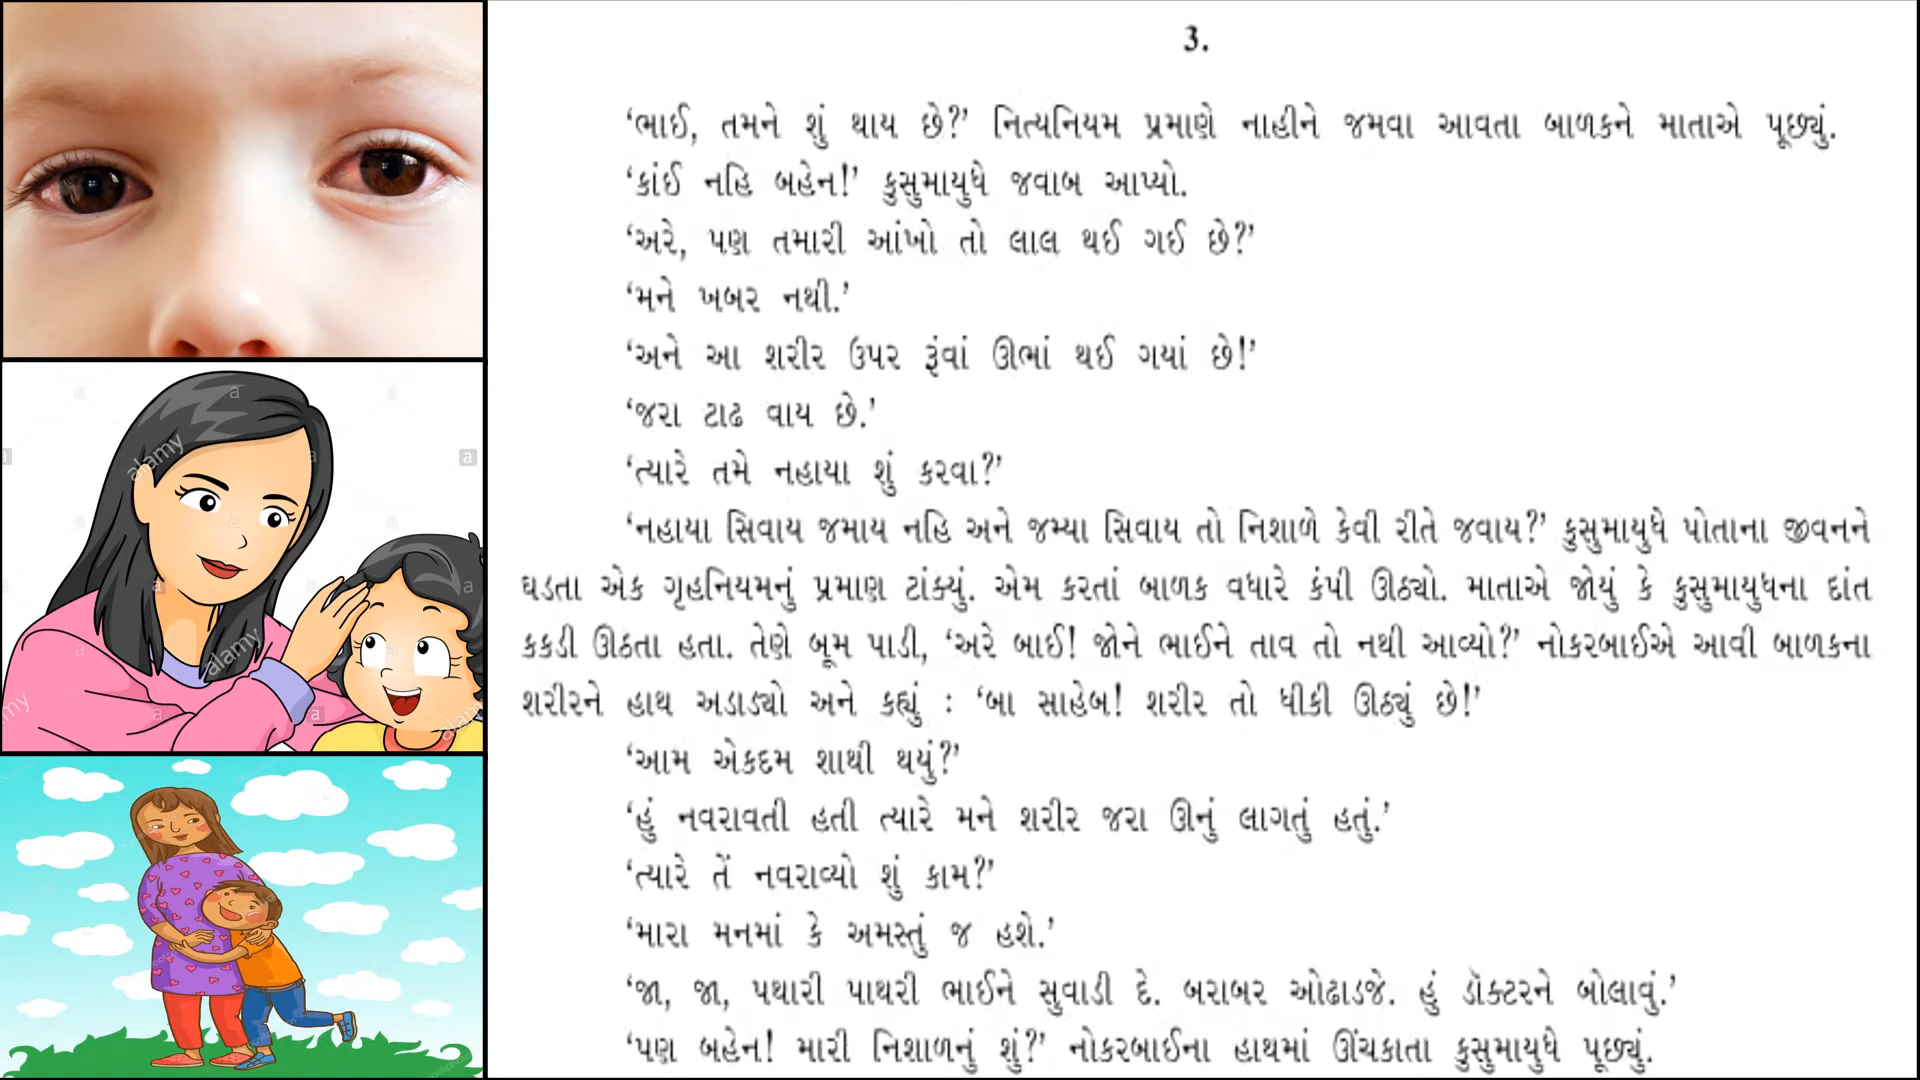 3.
‘ભાઈ, તમને શું થાય છે?’ નિત્યનિયમ પ્રમાણે નાહીને જમવા આવતા બાળકને માતાએ પૂછ્યું.
‘કાંઈ નહિ બહેન!’ કુસુમાયુધે જવાબ આપ્યો.
‘અરે, પણ તમારી આંખો તો લાલ થઈ ગઈ છે?’
‘મને ખબર નથી.’
‘અને આ શરીર ઉપર રૂંવાં ઊભાં થઈ ગયાં છે!’
‘જરા ટાઢ વાય છે.’
‘ત્યારે તમે નહાયા શું કરવા?’
‘નહાયા સિવાય જમાય નહિ અને જમ્યા સિવાય તો નિશાળે કેવી રીતે જવાય?’ કુસુમાયુધે પોતાના જીવનને
ઘડતા એક ગૃહનિયમનું પ્રમાણ ટાંક્યું. એમ કરતાં બાળક વધારે કંપી ઊઠ્યો. માતાએ જોયું કે કુસુમાયુધના દાંત
કકડી ઊઠતા હતા. તેણે બૂમ પાડી, ‘અરે બાઈ! જોને ભાઈને તાવ તો નથી આવ્યો?’ નોકરબાઈએ આવી બાળકના
શરીરને હાથ અડાડ્યો અને કહ્યું : ‘બા સાહેબ! શરીર તો ધીકી ઊઠ્યું છે!’
‘આમ એકદમ શાથી થયું?’
‘હું નવરાવતી હતી ત્યારે મને શરીર જરા ઊનું લાગતું હતું.’
‘ત્યારે તેં નવરાવ્યો શું કામ?’
‘મારા મનમાં કે અમસ્તું જ હશે.’
‘જા, જા, પથારી પાથરી ભાઈને સુવાડી દે. બરાબર ઓઢાડજે. હું ડૉક્ટરને બોલાવું.’
‘પણ બહેન! મારી નિશાળનું શું?’ નોકરબાઈના હાથમાં ઊંચકાતા કુસુમાયુધે પૂછ્યું.
alamy
alamy